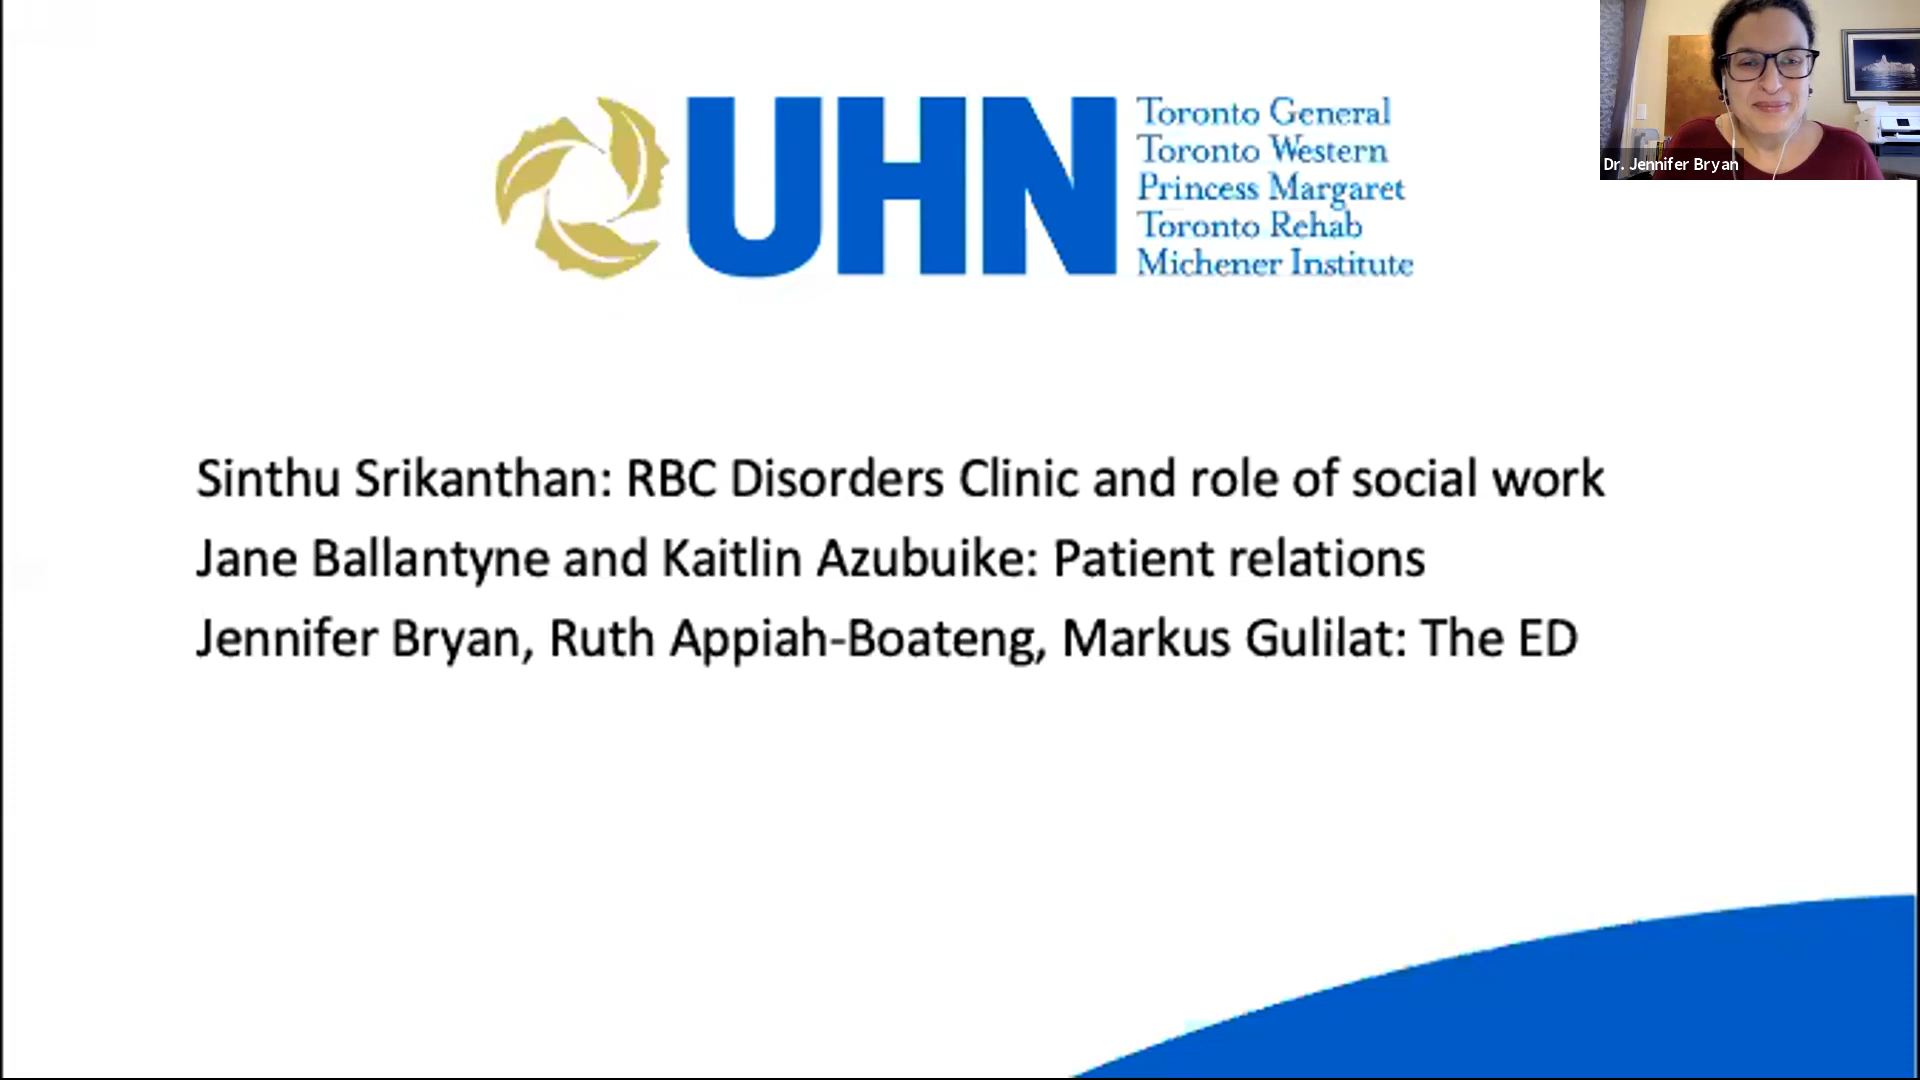 UHN
Toronto General
Toronto Western
Princess Margaret
Toronto Rehab
Michener Institute
Dr. Jennifer Bryan
Sinthu Srikanthan: RBC Disorders Clinic and role of social work
Jane Ballantyne and Kaitlin Azubuike: Patient relations
Jennifer Bryan, Ruth Appiah-Boateng, Markus Gulilat: The ED